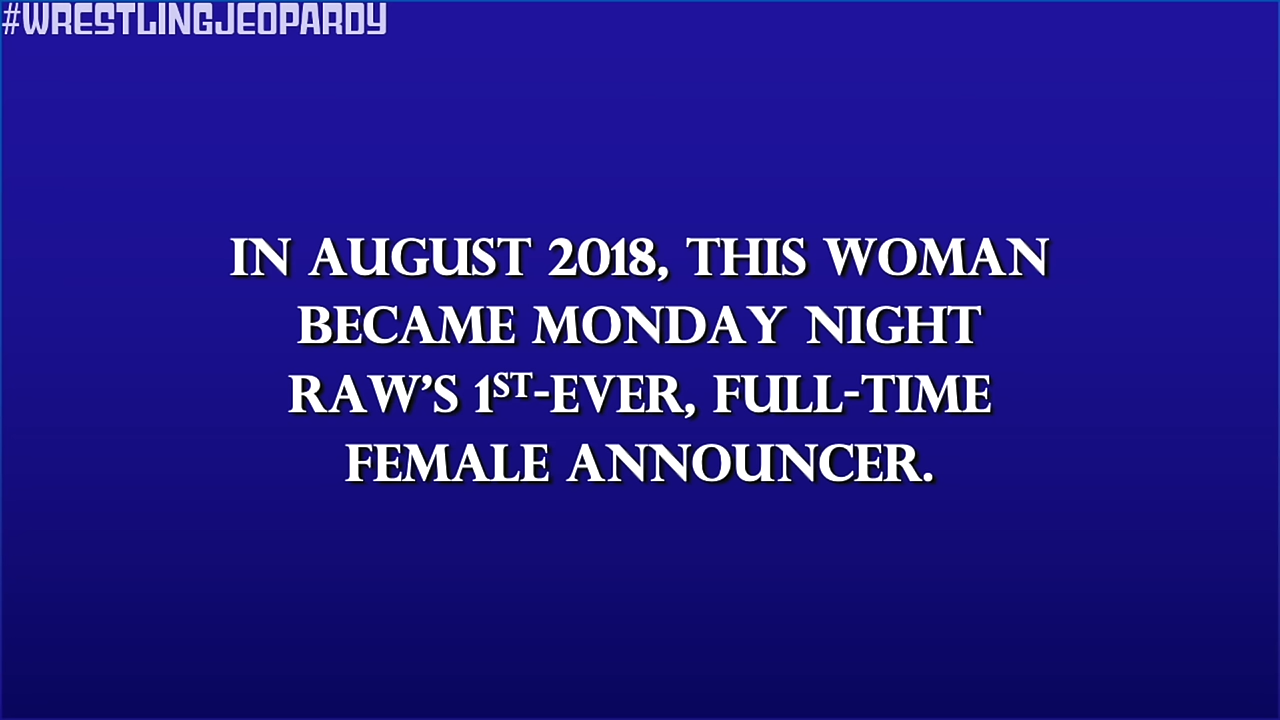 #WRESTLINGJEOPARDY
IN AUGUST 2018, THIS WOMAN
BECAME MONDAY NIGHT
RAW'S 1ST-EVER, FULL-TIME
FEMALE ANNOUNCER.